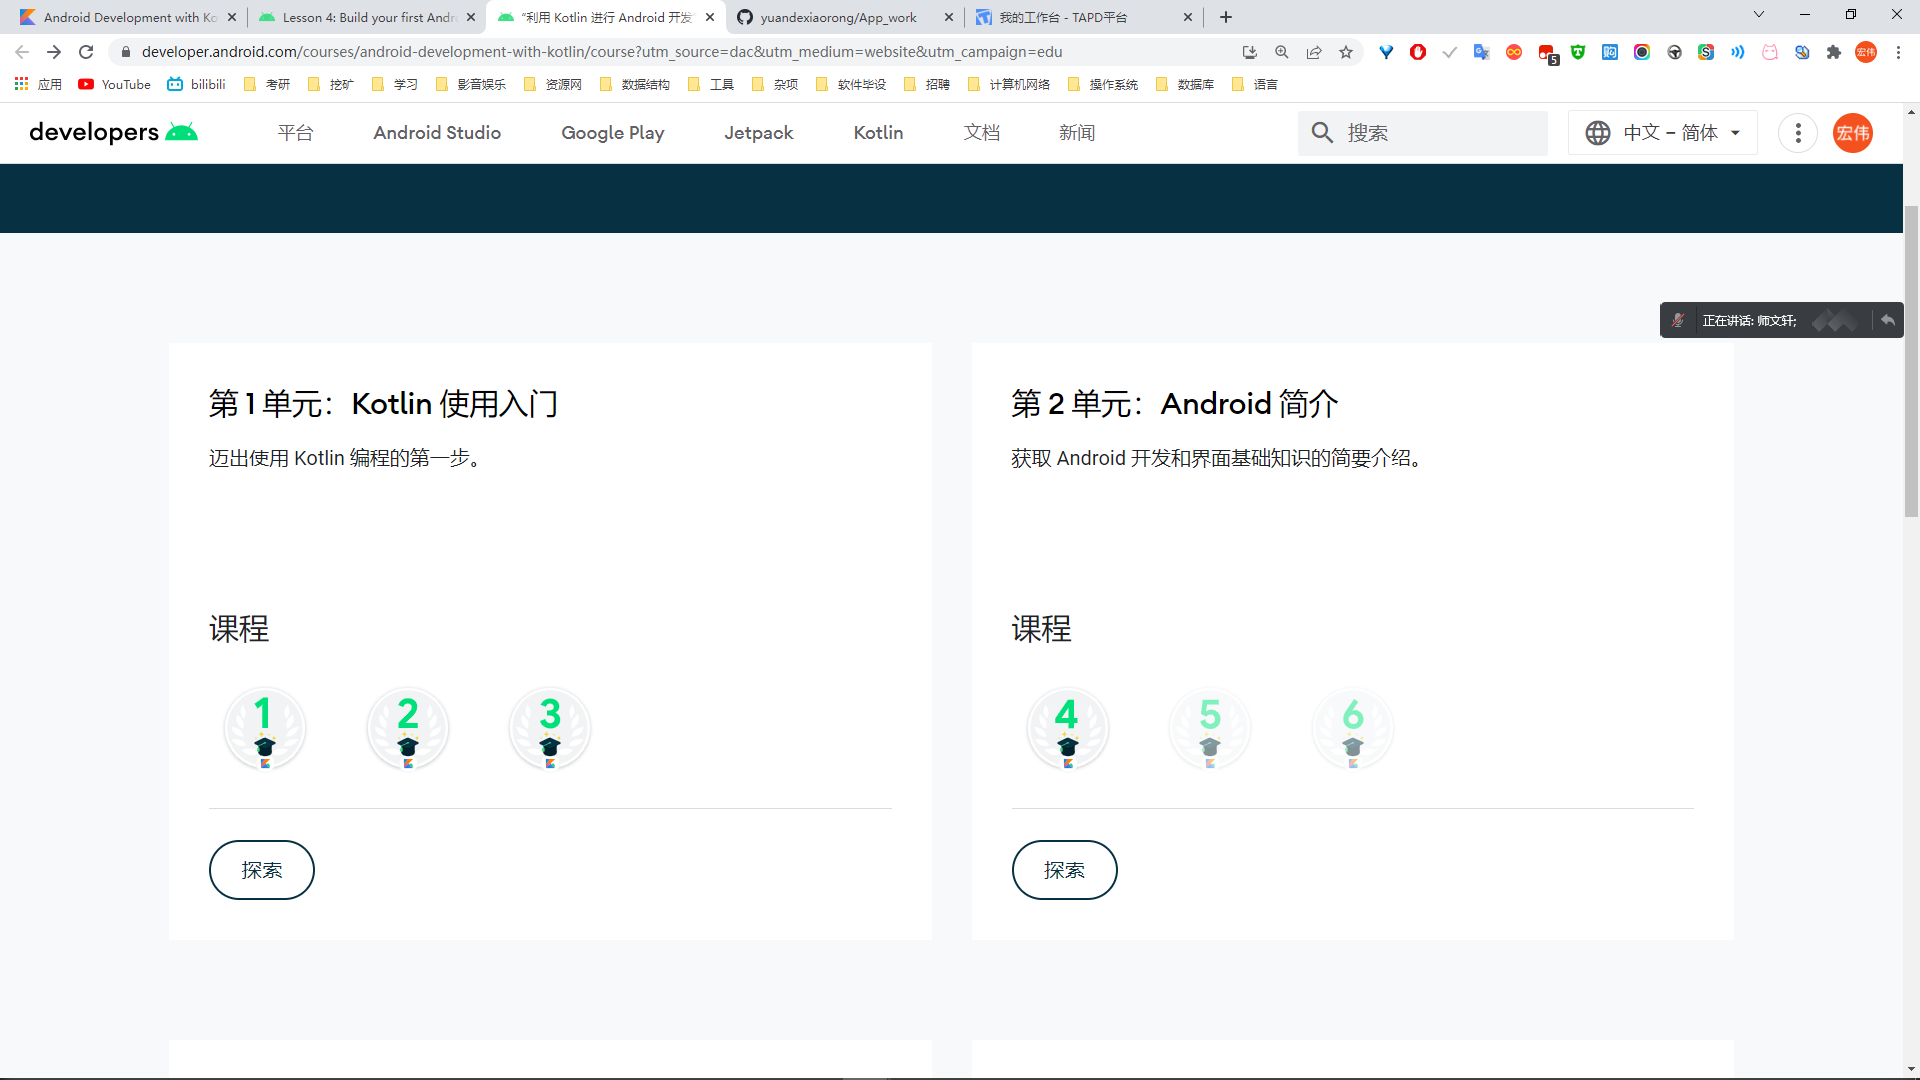 Android Development with Ko
Lesson 4: Build your first Andr
“利用 Kotlin 进行 Android 开发”
yuandexiaorong/App_work
我的工作台 - TAPD平台
developer.android.com/courses/android-development-with-kotlin/course?utm_source=dac&utm_medium=website&utm_campaign=edu
5
宏伟
应用
YouTube
bilibili
考研
挖矿
学习
影音娱乐
资源网
数据结构
工具
杂项
软件毕设
招聘
计算机网络
操作系统
数据库
语言
developers
平台
Android Studio
Google Play
Jetpack
Kotlin
文档
新闻
搜索
中文 – 简体
宏伟
正在讲话: 师文轩;
第 1 单元：Kotlin 使用入门
迈出使用 Kotlin 编程的第一步。
课程
1
2
3
探索
第 2 单元：Android 简介
获取 Android 开发和界面基础知识的简要介绍。
课程
4
5
6
探索